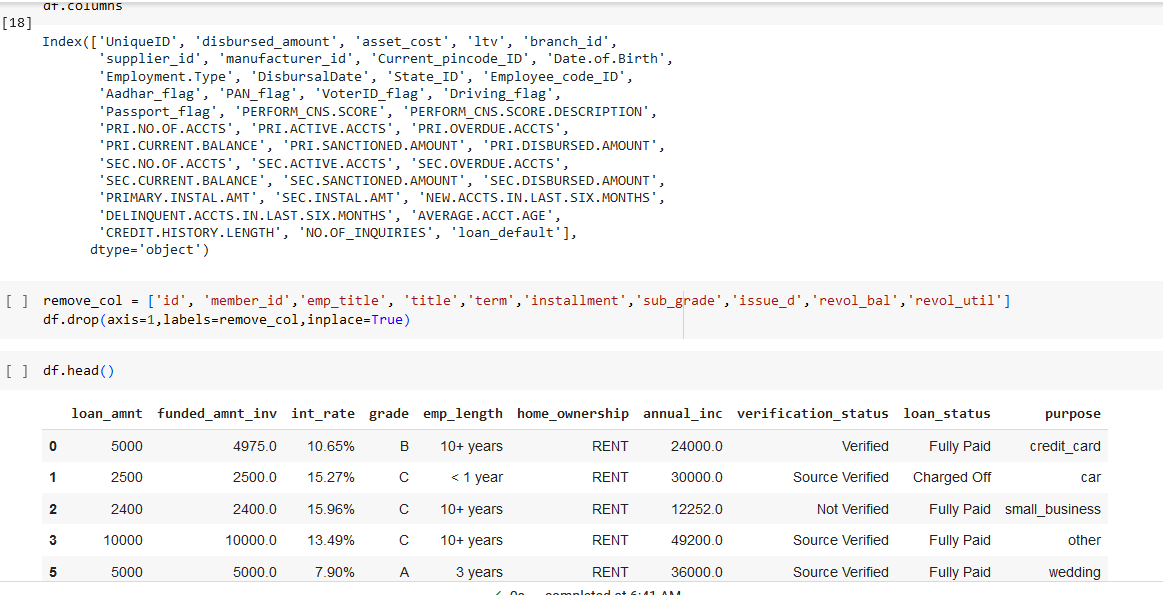 df.columns
[18]
Index(['UniqueID', 'disbursed_amount', 'asset_cost', 'ltv', 'branch_id',
'supplier_id', 'manufacturer_id', 'Current_pincode_ID', 'Date.of.Birth',
'Employment.Type', 'DisbursalDate', 'State_ID', 'Employee_code_ID',
'Aadhar_flag', 'PAN_flag', 'VoterID_flag', 'Driving_flag',
'Passport_flag', 'PERFORM_CNS.SCORE', 'PERFORM_CNS.SCORE.DESCRIPTION',
'PRI.NO.OF.ACCTS', 'PRI.ACTIVE.ACCTS', 'PRI.OVERDUE.ACCTS',
'PRI.CURRENT.BALANCE', 'PRI.SANCTIONED.AMOUNT', 'PRI.DISBURSED.AMOUNT',
'SEC.NO.OF.ACCTS', 'SEC.ACTIVE.ACCTS', 'SEC.OVERDUE.ACCTS',
'SEC.CURRENT.BALANCE', 'SEC.SANCTIONED.AMOUNT', 'SEC.DISBURSED.AMOUNT',
'PRIMARY.INSTAL.AMT', 'SEC.INSTAL.AMT', 'NEW.ACCTS.IN.LAST.SIX.MONTHS',
'DELINQUENT.ACCTS.IN.LAST.SIX.MONTHS', 'AVERAGE.ACCT.AGE',
'CREDIT.HISTORY.LENGTH', 'NO.OF_INQUIRIES', 'loan_default'],
dtype='object')
[ ] remove_col = ['id', 'member_id','emp_title', 'title','term','installment','sub_grade','issue_d','revol_bal','revol_util']
df.drop(axis=1,labels=remove_col,inplace=True)
[ ] df.head()
loan_amnt funded_amnt_inv int_rate grade emp_length home_ownership annual_inc verification_status loan_status purpose
0 5000 4975.0 10.65% B 10+ years RENT 24000.0 Verified Fully Paid credit_card
1 2500 2500.0 15.27% C < 1 year RENT 30000.0 Source Verified Charged Off car
2 2400 2400.0 15.96% C 10+ years RENT 12252.0 Not Verified Fully Paid small_business
3 10000 10000.0 13.49% C 10+ years RENT 49200.0 Source Verified Fully Paid other
5 5000 5000.0 7.90% A 3 years RENT 36000.0 Source Verified Fully Paid wedding
✓ 0s completed at 6:41 AM